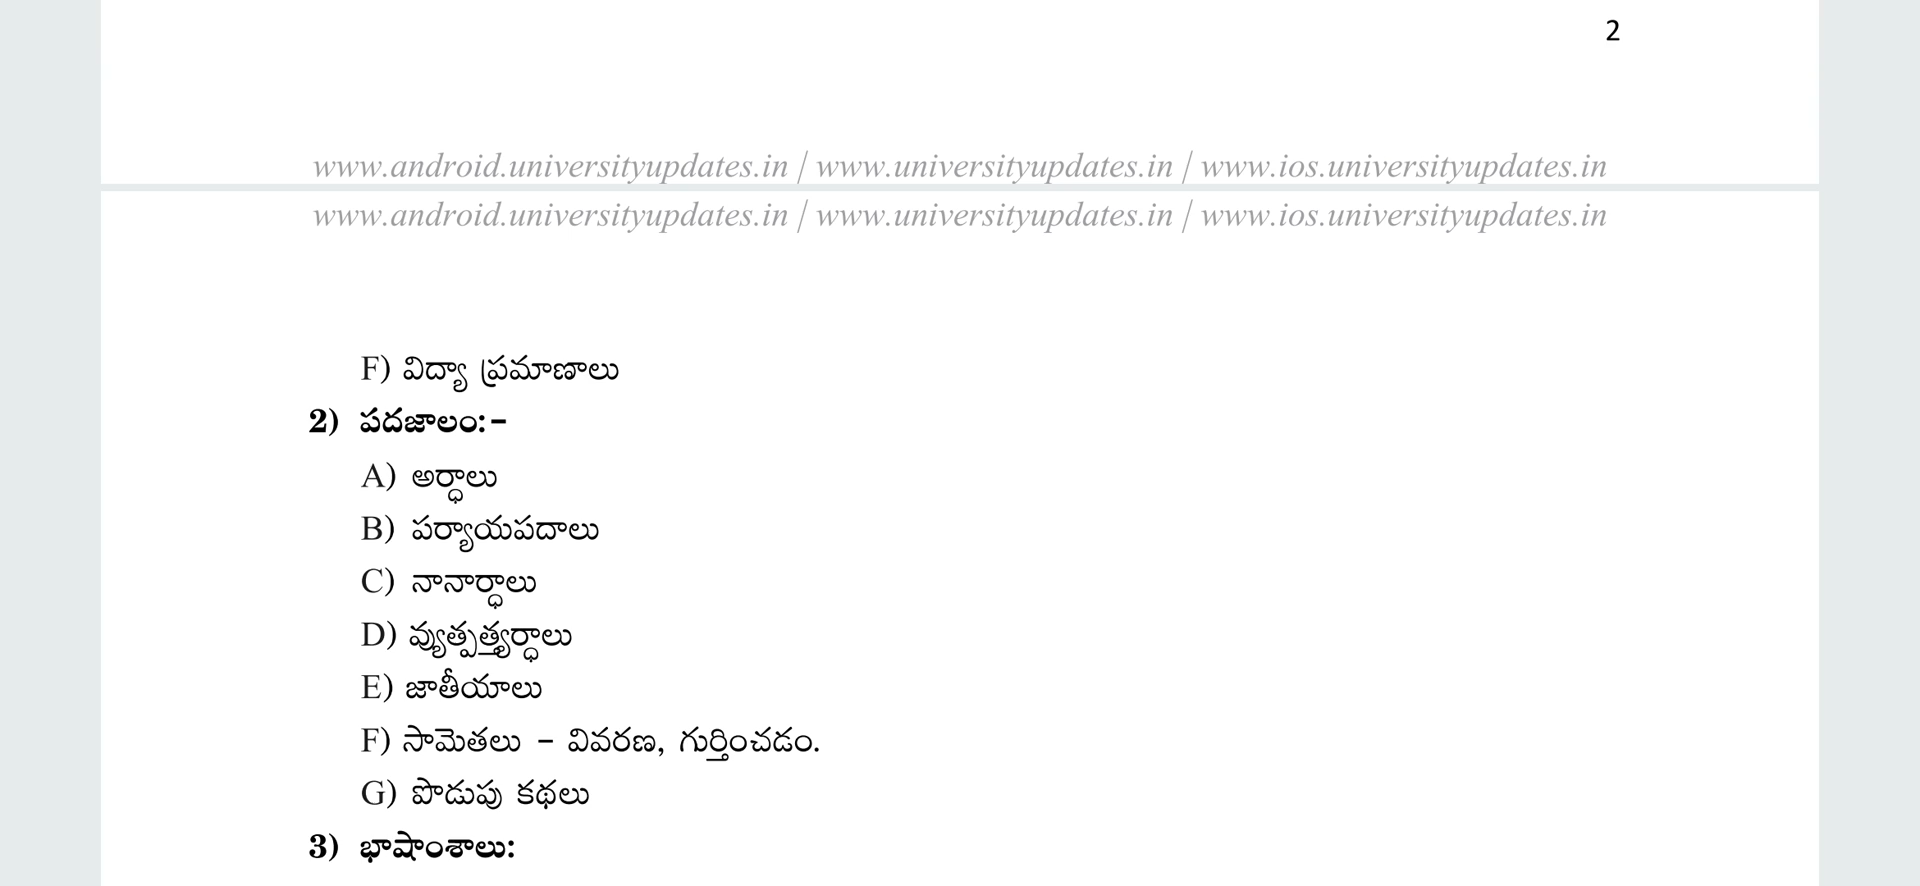 2
www.android.universityupdates.in | www.universityupdates.in | www.ios.universityupdates.in
www.android.universityupdates.in | www.universityupdates.in | www.ios.universityupdates.in
F) విద్యా ప్రమాణాలు
2) పదజాలం:-
A) అర్ధాలు
B) పర్యాయపదాలు
C) నానార్ధాలు
D) వ్యుత్పత్త్యర్ధాలు
E) జాతీయాలు
F) సామెతలు - వివరణ, గుర్తించడం.
G) పొడుపు కథలు
3) భాషాంశాలు: